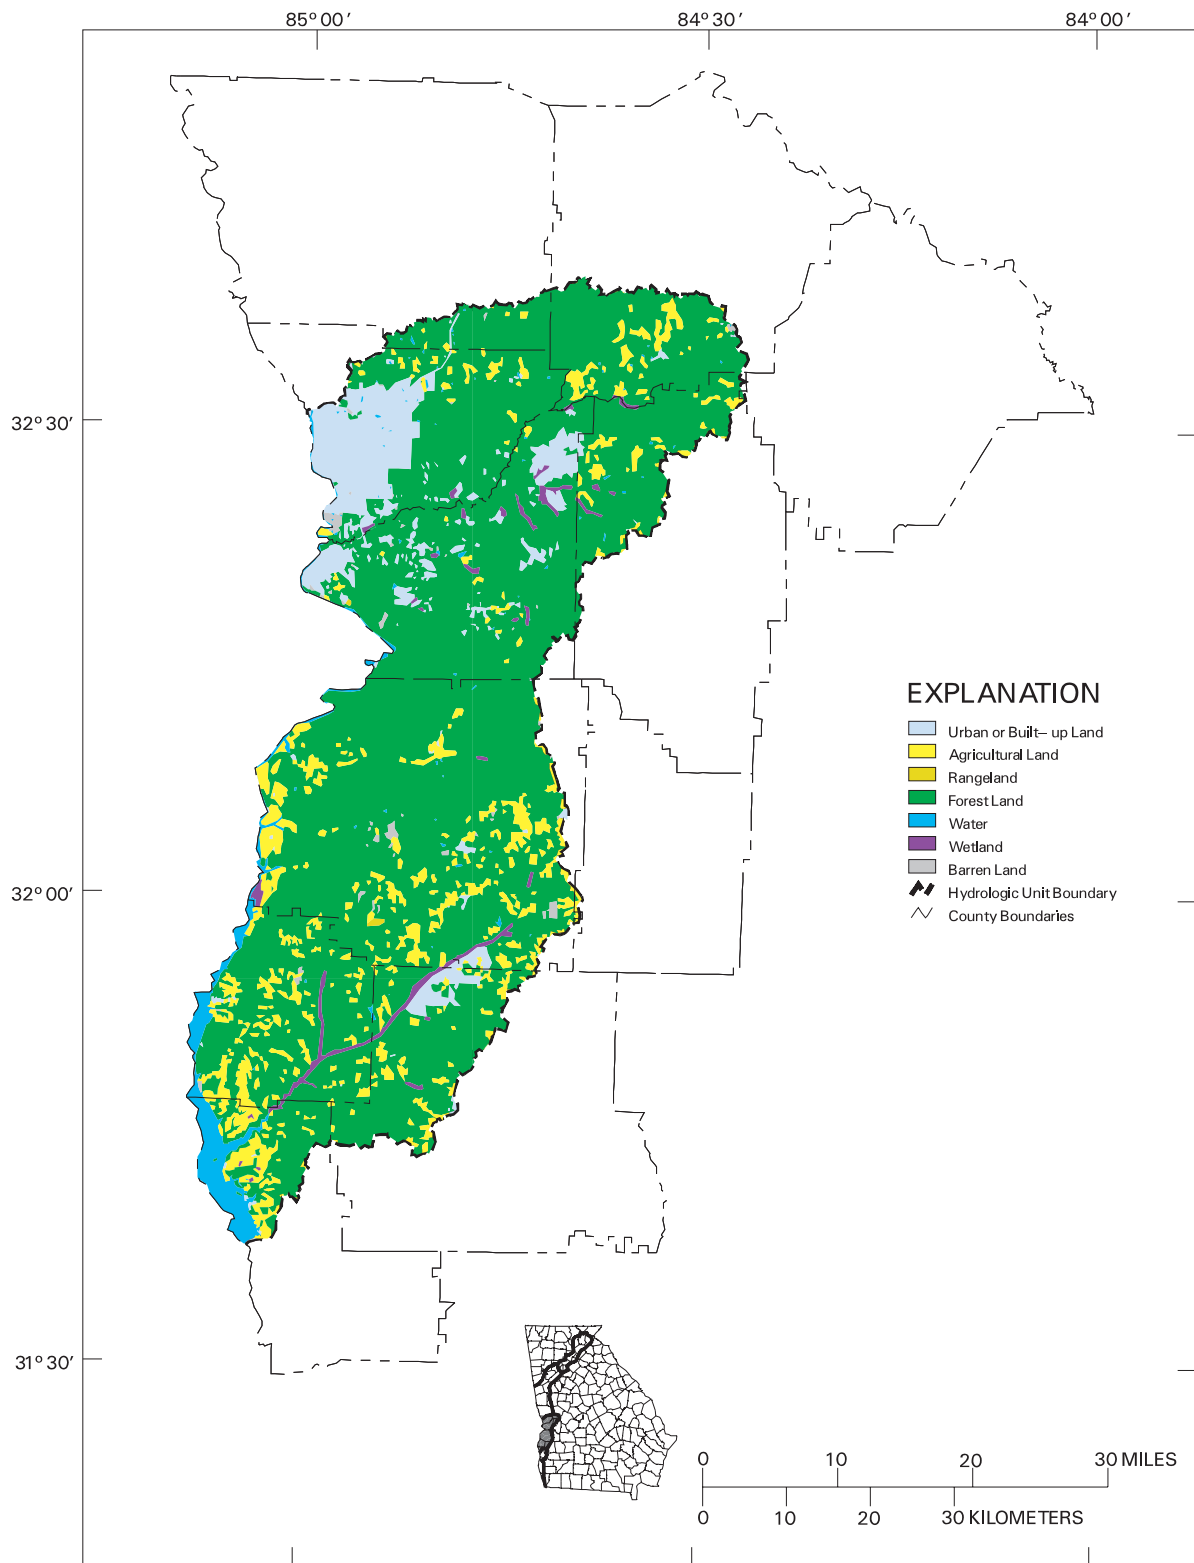 85° 00′ 84° 30′ 84° 00′
32° 30′
EXPLANATION
Urban or Built– up Land
Agricultural Land
Rangeland
Forest Land
Water
Wetland
Barren Land
Hydrologic Unit Boundary
County Boundaries
32° 00′
31° 30′
0 10 20 30 MILES
0 10 20 30 KILOMETERS